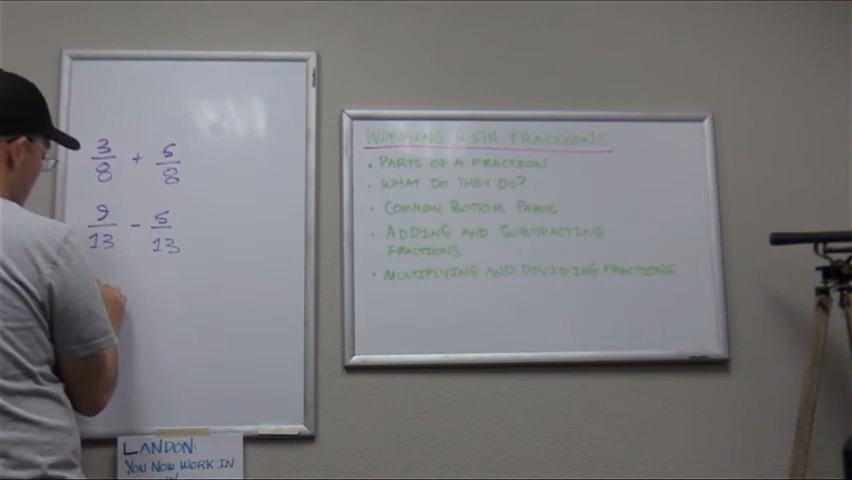 3/8 + 5/8
9/13 - 5/13
WORKING WITH FRACTIONS
• PARTS OF A FRACTION
• WHAT DO THEY DO?
• COMMON BOTTOM PARTS
• ADDING AND SUBTRACTING
FRACTIONS
• MULTIPLYING AND DIVIDING FRACTIONS
LANDON:
YOU NOW WORK IN